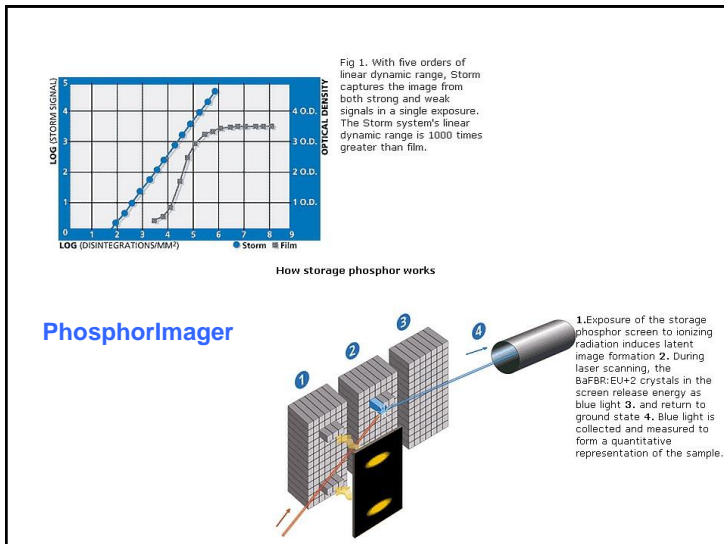 Fig 1. With five orders of
linear dynamic range, Storm
captures the image from
both strong and weak
signals in a single exposure.
The Storm system's linear
dynamic range is 1000 times
greater than film.
LOG (STORM SIGNAL)
5
4
3
2
1
0
4 O.D.
3 O.D.
2 O.D.
1 O.D.
OPTICAL DENSITY
0 1 2 3 4 5 6 7 8 9
LOG (DISINTEGRATIONS/MM²) Storm Film
How storage phosphor works
PhosphorImager
1
2
3
4
1.Exposure of the storage
phosphor screen to ionizing
radiation induces latent
image formation 2. During
laser scanning, the
BaFBR:EU+2 crystals in the
screen release energy as
blue light 3. and return to
ground state 4. Blue light is
collected and measured to
form a quantitative
representation of the sample.